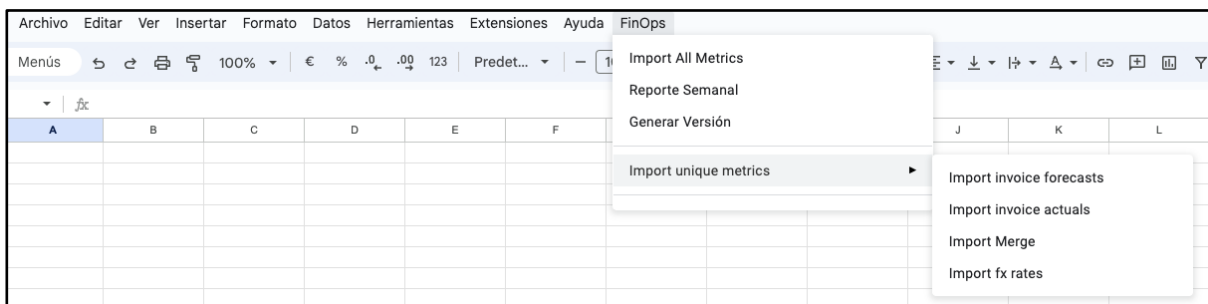 Archivo Editar Ver Insertar Formato Datos Herramientas Extensiones Ayuda FinOps
Menús 100% € % .0 .00 123 Predet...
fx
A B C D E F J K L
Import All Metrics
Reporte Semanal
Generar Versión
Import unique metrics
Import invoice forecasts
Import invoice actuals
Import Merge
Import fx rates